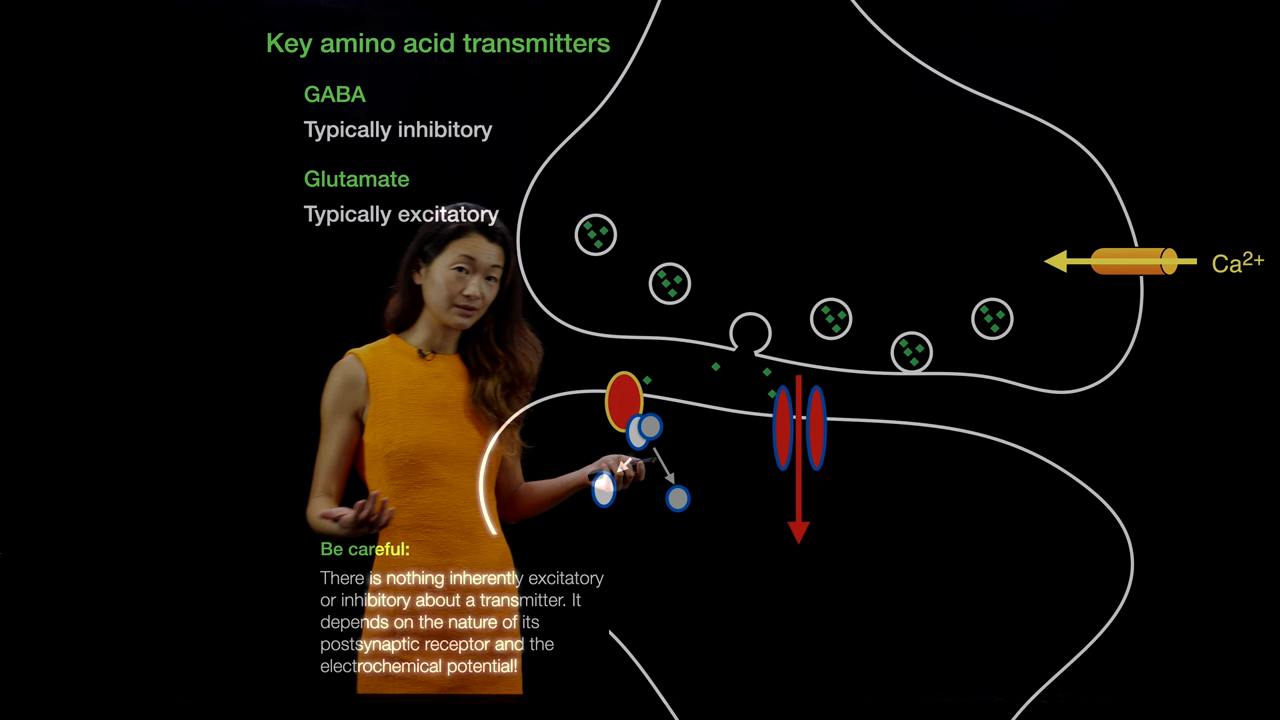 Key amino acid transmitters
GABA
Typically inhibitory
Glutamate
Typically excitatory
Ca2+
Be careful:
There is nothing inherently excitatory
or inhibitory about a transmitter. It
depends on the nature of its
postsynaptic receptor and the
electrochemical potential!